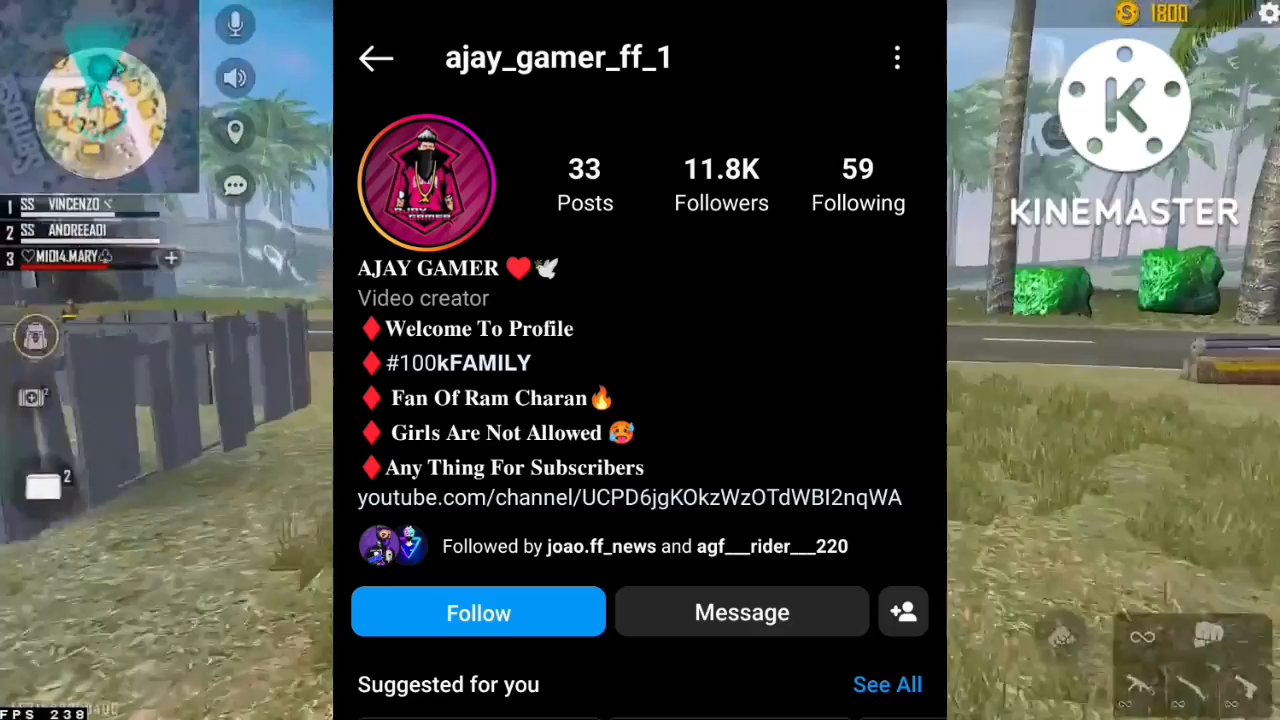 ajay_gamer_ff_1
33
Posts
11.8K
Followers
59
Following
AJAY GAMER ❤️🕊️
Video creator
♦️Welcome To Profile
♦️#100kFAMILY
♦️ Fan Of Ram Charan🔥
♦️ Girls Are Not Allowed 🥵
♦️Any Thing For Subscribers
youtube.com/channel/UCPD6jgKOkzWzOTdWBI2nqWA
Followed by joao.ff_news and agf___rider___220
Follow
Message
Suggested for you
See All
1 SS VINCENZO
2 SS ANDREEA01
3 ♡M1014.MARY♧
2
2
FPS 238
1800
K
KINEMASTER